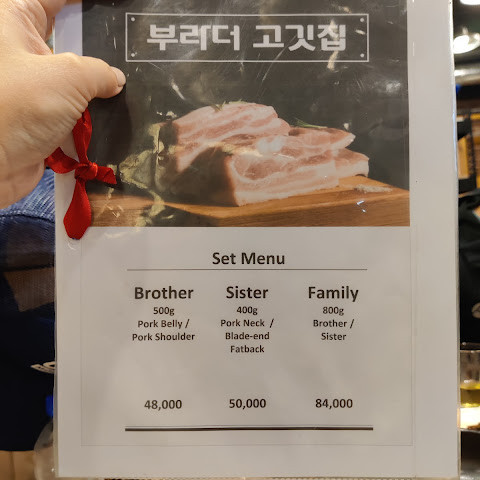 부라더 고깃집
Set Menu
Brother
500g
Pork Belly /
Pork Shoulder
48,000
Sister
400g
Pork Neck /
Blade-end
Fatback
50,000
Family
800g
Brother /
Sister
84,000